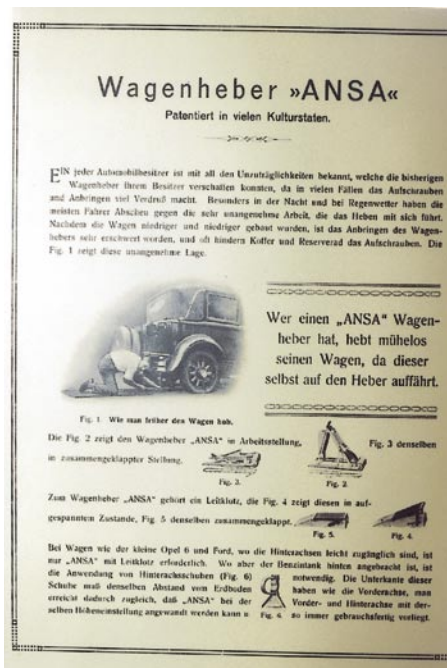 Wagenheber »ANSA«
Patentiert in vielen Kulturstaten.
EIN jeder Automobilbesitzer ist mit all den Unzuträglichkeiten bekannt, welche die bisherigen
Wagenheber ihrem Besitzer verschaffen konnten, da in vielen Fällen das Aufschrauben
und Anbringen viel Verdruß macht. Besonders in der Nacht und bei Regenwetter haben die
meisten Fahrer Abscheu gegen die sehr unangenehme Arbeit, die das Heben mit sich führt.
Nachdem die Wagen niedriger und niedriger gebaut wurden, ist das Anbringen des Wagen-
hebers sehr erschwert worden, und oft hindern Koffer und Reserverad das Aufschrauben. Die
Fig. 1 zeigt diese unangenehme Lage.
Wer einen „ANSA" Wagen-
heber hat, hebt mühelos
seinen Wagen, da dieser
selbst auf den Heber auffährt.
Fig. 1. Wie man früher den Wagen hob.
Die Fig. 2 zeigt den Wagenheber „ANSA" in Arbeitsstellung, Fig. 3 denselben
in zusammengeklappter Stellung.
Fig. 3. Fig. 2.
Zum Wagenheber „ANSA" gehört ein Leitklotz, die Fig. 4 zeigt diesen in auf-
gespanntem Zustande, Fig. 5 denselben zusammengeklappt.
Fig. 5. Fig. 4.
Bei Wagen wie der kleine Opel 6 und Ford, wo die Hinterachsen leicht zugänglich sind, ist
nur „ANSA" mit Leitklotz erforderlich. Wo aber der Benzintank hinten angebracht ist, ist
die Anwendung von Hinterachsschuhen (Fig. 6) notwendig. Die Unterkante dieser
Schuhe muß denselben Abstand vom Erdboden haben wie die Vorderachse, man
erreicht dadurch zugleich, daß „ANSA" bei der Vorder- und Hinterachse mit der-
selben Höheneinstellung angewandt werden kann u. so immer gebrauchsfertig vorliegt.